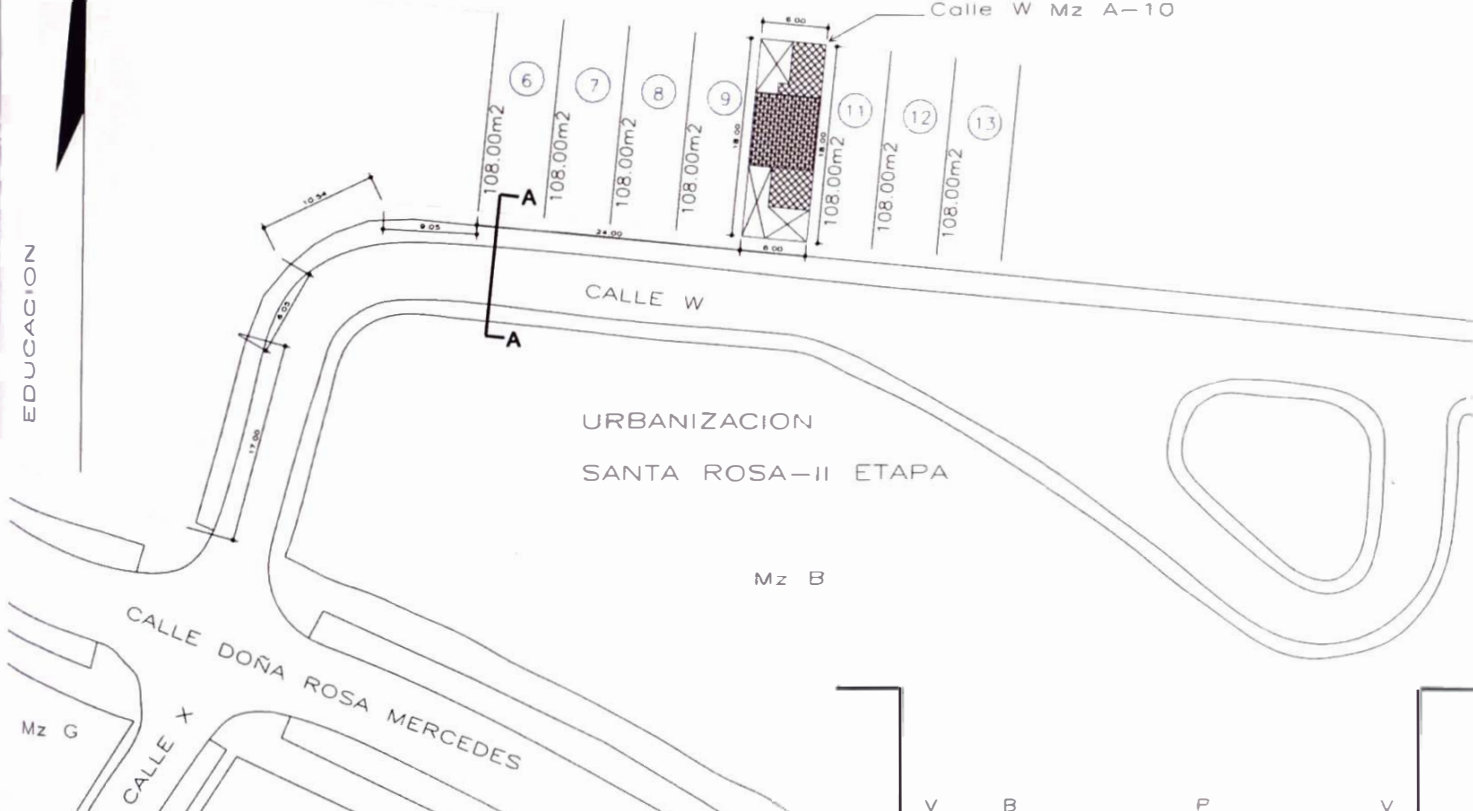 Calle W Mz A-10
6.00
6
7
8
9
11
12
13
108.00m2
108.00m2
108.00m2
108.00m2
18.00
18.00
108.00m2
108.00m2
108.00m2
A
10.54
9.05
24.00
6.00
EDUCACION
CALLE W
A
17.00
URBANIZACION
SANTA ROSA-II ETAPA
Mz B
CALLE DOÑA ROSA MERCEDES
Mz G
CALLE X
V B P V